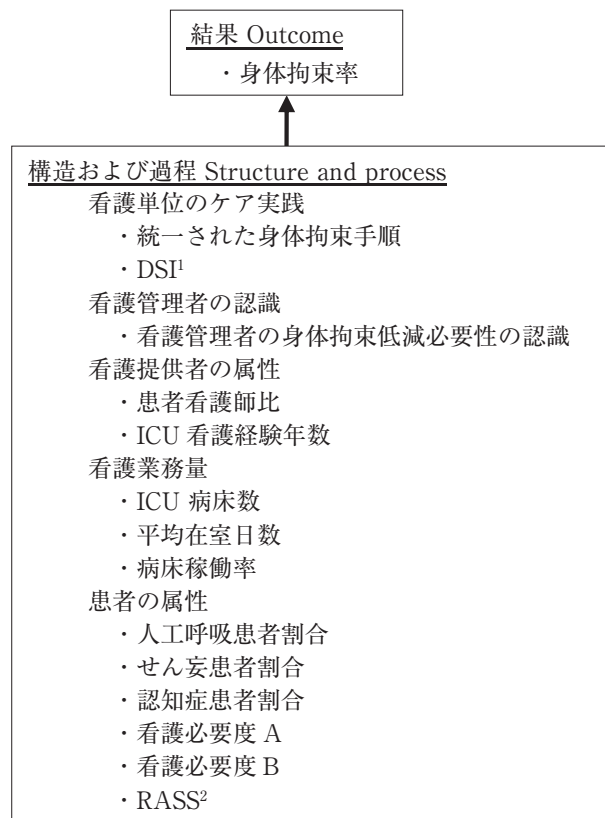 結果 Outcome
・身体拘束率
構造および過程 Structure and process
看護単位のケア実践
・統一された身体拘束手順
・DSI¹
看護管理者の認識
・看護管理者の身体拘束低減必要性の認識
看護提供者の属性
・患者看護師比
・ICU 看護経験年数
看護業務量
・ICU 病床数
・平均在室日数
・病床稼働率
患者の属性
・人工呼吸患者割合
・せん妄患者割合
・認知症患者割合
・看護必要度 A
・看護必要度 B
・RASS²